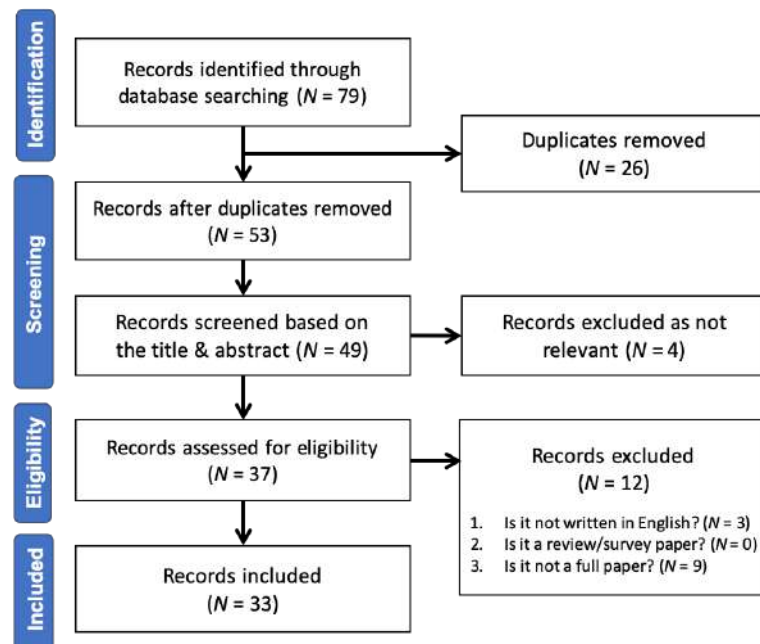 Identification
Records identified through
database searching (N = 79)
Duplicates removed
(N = 26)
Screening
Records after duplicates removed
(N = 53)
Records screened based on
the title & abstract (N = 49)
Records excluded as not
relevant (N = 4)
Eligibility
Records assessed for eligibility
(N = 37)
Records excluded
(N = 12)
1. Is it not written in English? (N = 3)
2. Is it a review/survey paper? (N = 0)
3. Is it not a full paper? (N = 9)
Included
Records included
(N = 33)